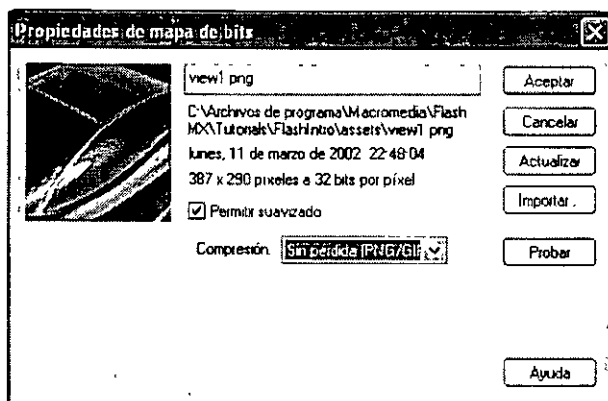 Propiedades de mapa de bits
view1 png
Aceptar
C:\Archivos de programa\Macromedia\Flash
MX\Tutorials\FlashIntro\assets\view1 png
Cancelar
lunes, 11 de marzo de 2002 22:48:04
Actualizar
387 x 290 píxeles a 32 bits por píxel
Importar.
Permitir suavizado
Compresión. Sin pérdida (PNG/GIF
Probar
Ayuda